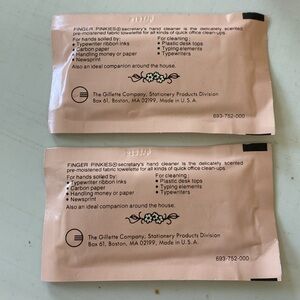 FINGER PINKIES® secretary's hand cleaner is the delicately scented
pre-moistened fabric towelette for all kinds of quick office clean-ups.
For hands soiled by:
• Typewriter ribbon inks
• Carbon paper
• Handling money or paper
• Newsprint
For cleaning:
• Plastic desk tops
• Typing elements
• Typewriters
Also an ideal companion around the house.
The Gillette Company, Stationery Products Division
Box 61, Boston, MA 02199, Made in U.S.A.
693-752-000
FINGER PINKIES® secretary's hand cleaner is the delicately scented
pre-moistened fabric towelette for all kinds of quick office clean-ups.
For hands soiled by:
• Typewriter ribbon inks
• Carbon paper
• Handling money or paper
• Newsprint
For cleaning:
• Plastic desk tops
• Typing elements
• Typewriters
Also an ideal companion around the house.
The Gillette Company, Stationery Products Division
Box 61, Boston, MA 02199, Made in U.S.A.
693-752-000